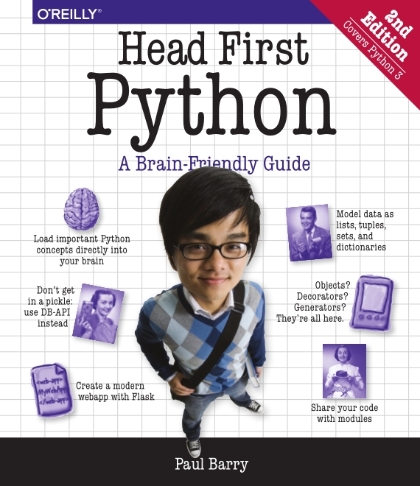 O'REILLY®
2nd Edition
Covers Python 3
Head First
Python
A Brain-Friendly Guide
Load important Python
concepts directly into
your brain
Model data as
lists, tuples,
sets, and
dictionaries
Don't get
in a pickle:
use DB-API
instead
Objects?
Decorators?
Generators?
They're all here.
Create a modern
webapp with Flask
Share your code
with modules
Paul Barry